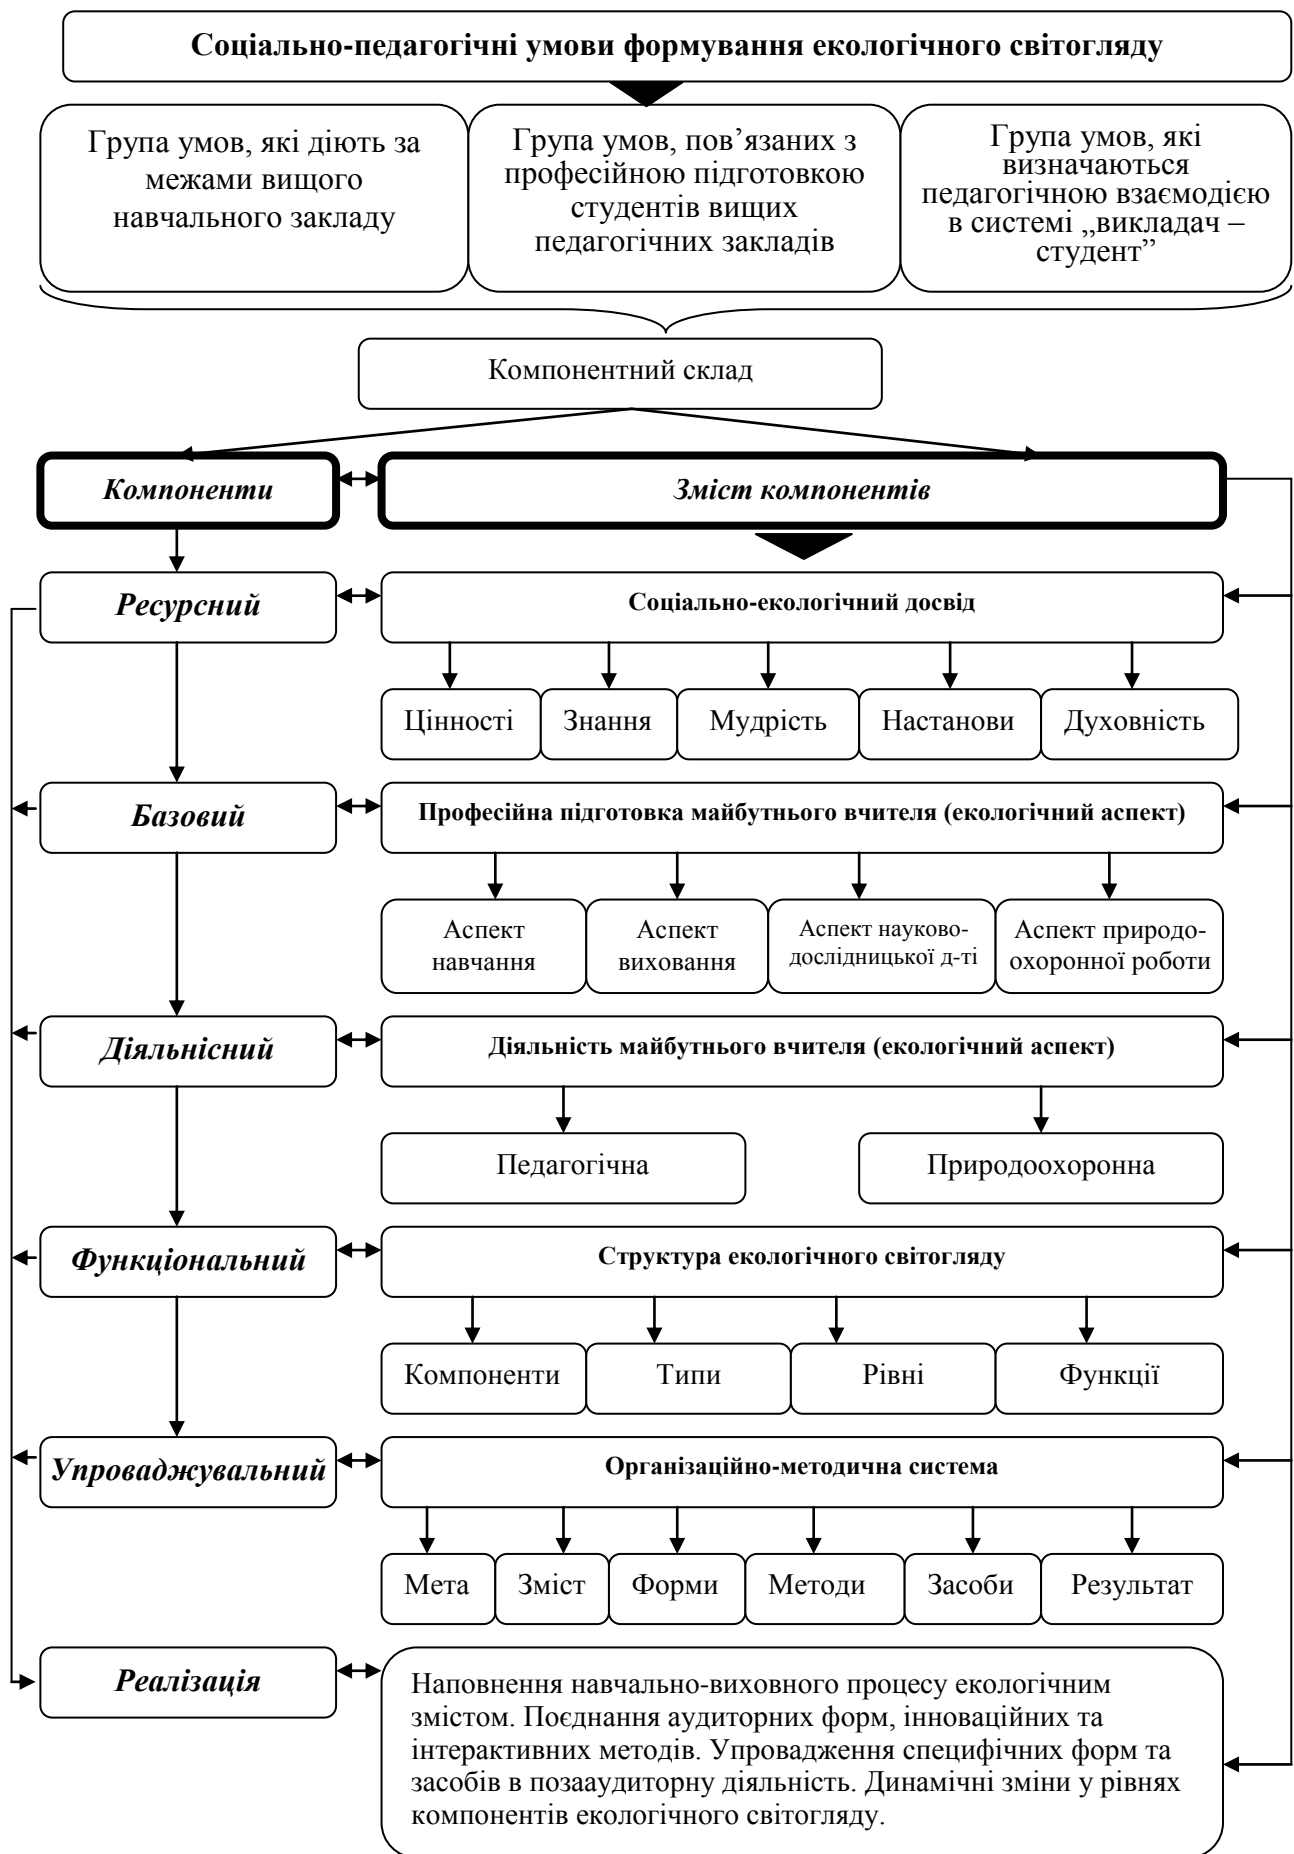 Соціально-педагогічні умови формування екологічного світогляду
Група умов, які діють за
межами вищого
навчального закладу
Група умов, пов’язаних з
професійною підготовкою
студентів вищих
педагогічних закладів
Група умов, які
визначаються
педагогічною взаємодією
в системі „викладач –
студент”
Компонентний склад
Компоненти
Зміст компонентів
Ресурсний
Соціально-екологічний досвід
Цінності
Знання
Мудрість
Настанови
Духовність
Базовий
Професійна підготовка майбутнього вчителя (екологічний аспект)
Аспект
навчання
Аспект
виховання
Аспект науково-
дослідницької д-ті
Аспект природо-
охоронної роботи
Діяльнісний
Діяльність майбутнього вчителя (екологічний аспект)
Педагогічна
Природоохоронна
Функціональний
Структура екологічного світогляду
Компоненти
Типи
Рівні
Функції
Упроваджувальний
Організаційно-методична система
Мета
Зміст
Форми
Методи
Засоби
Результат
Реалізація
Наповнення навчально-виховного процесу екологічним
змістом. Поєднання аудиторних форм, інноваційних та
інтерактивних методів. Упровадження специфічних форм та
засобів в позааудиторну діяльність. Динамічні зміни у рівнях
компонентів екологічного світогляду.